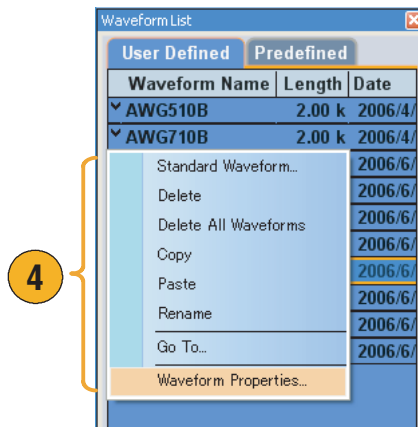 Waveform List
User Defined Predefined
Waveform Name Length Date
AWG510B 2.00 k 2006/4/
AWG710B 2.00 k 2006/4/
2006/6/
Standard Waveform...
Delete 2006/6/
Delete All Waveforms 2006/6/
Copy 2006/6/
4 2006/6/
Paste 2006/6/
Rename 2006/6/
Go To... 2006/6/
Waveform Properties...